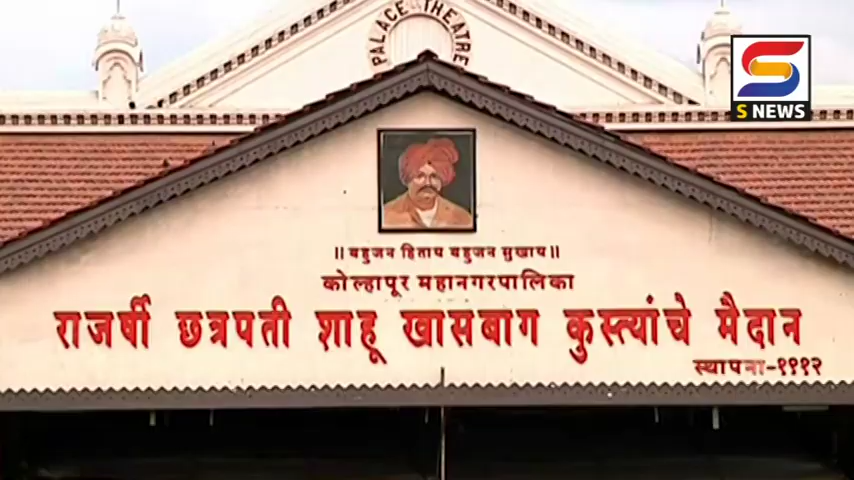 PALACE THEATRE
S NEWS
॥ बहुजन हिताय बहुजन सुखाय॥
कोल्हापूर महानगरपालिका
राजर्षी छत्रपती शाहू खासबाग कुस्त्यांचे मैदान
स्थापना-१९१२